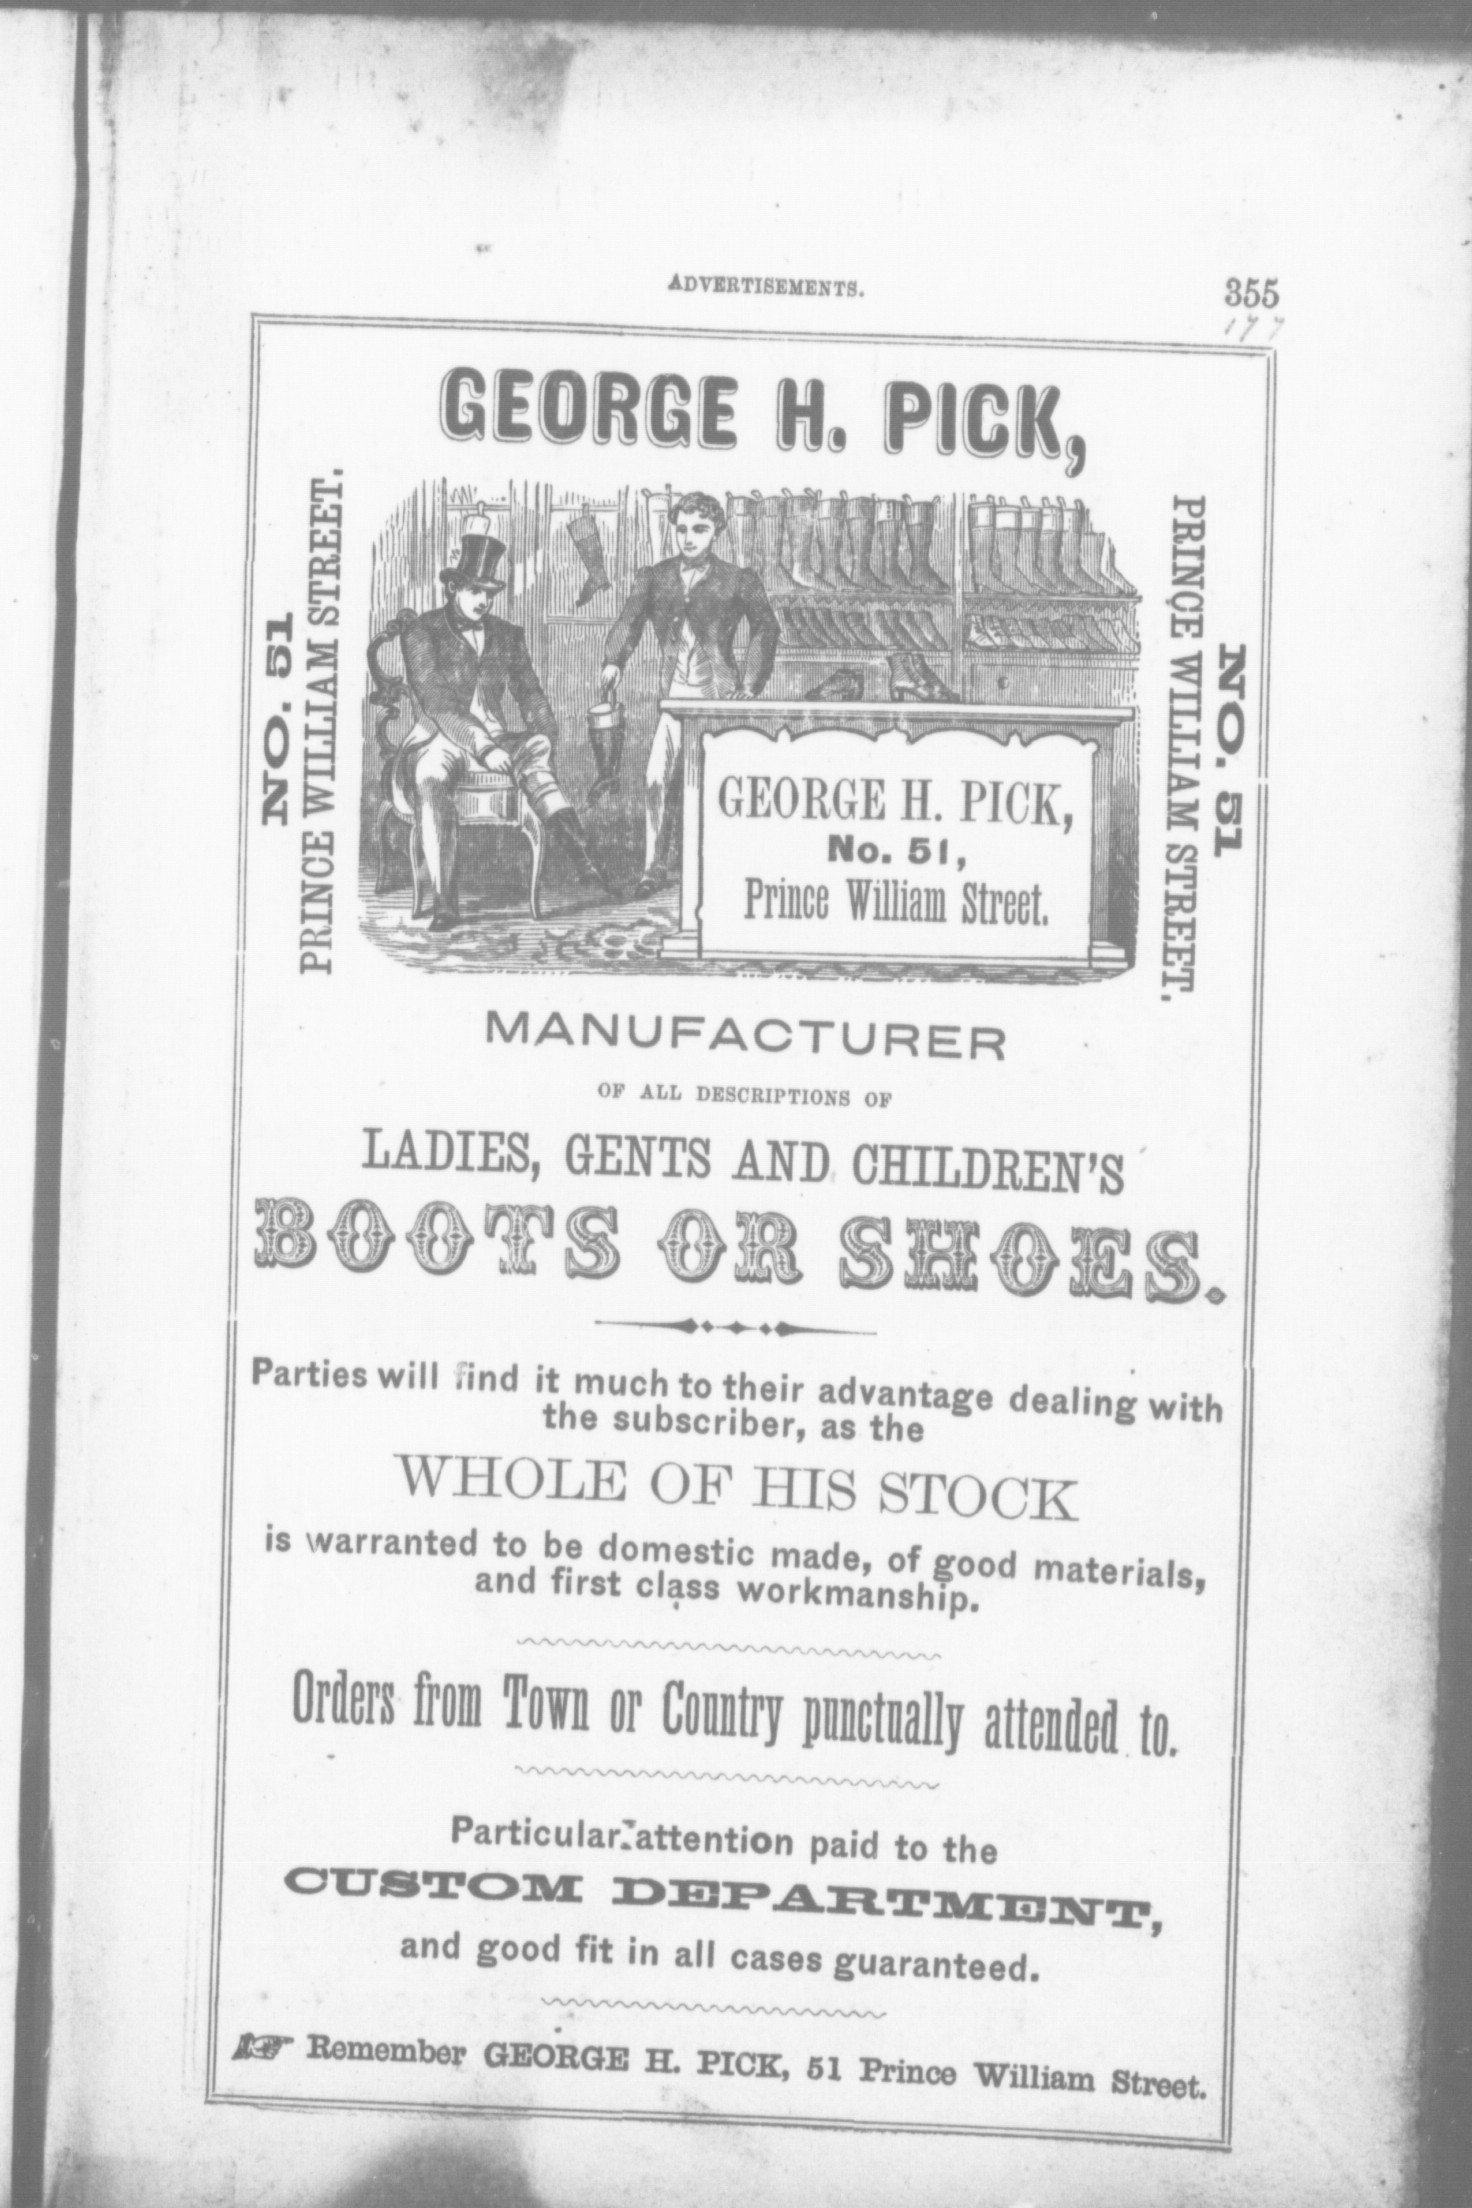 ADVERTISEMENTS. 355
177
GEORGE H. PICK,
NO. 51
PRINCE WILLIAM STREET.
GEORGE H. PICK,
No. 51,
Prince William Street.
PRINCE WILLIAM STREET.
NO. 51
MANUFACTURER
OF ALL DESCRIPTIONS OF
LADIES, GENTS AND CHILDREN'S
BOOTS OR SHOES.
Parties will find it much to their advantage dealing with
the subscriber, as the
WHOLE OF HIS STOCK
is warranted to be domestic made, of good materials,
and first class workmanship.
Orders from Town or Country punctually attended to.
Particular attention paid to the
CUSTOM DEPARTMENT,
and good fit in all cases guaranteed.
☞ Remember GEORGE H. PICK, 51 Prince William Street.